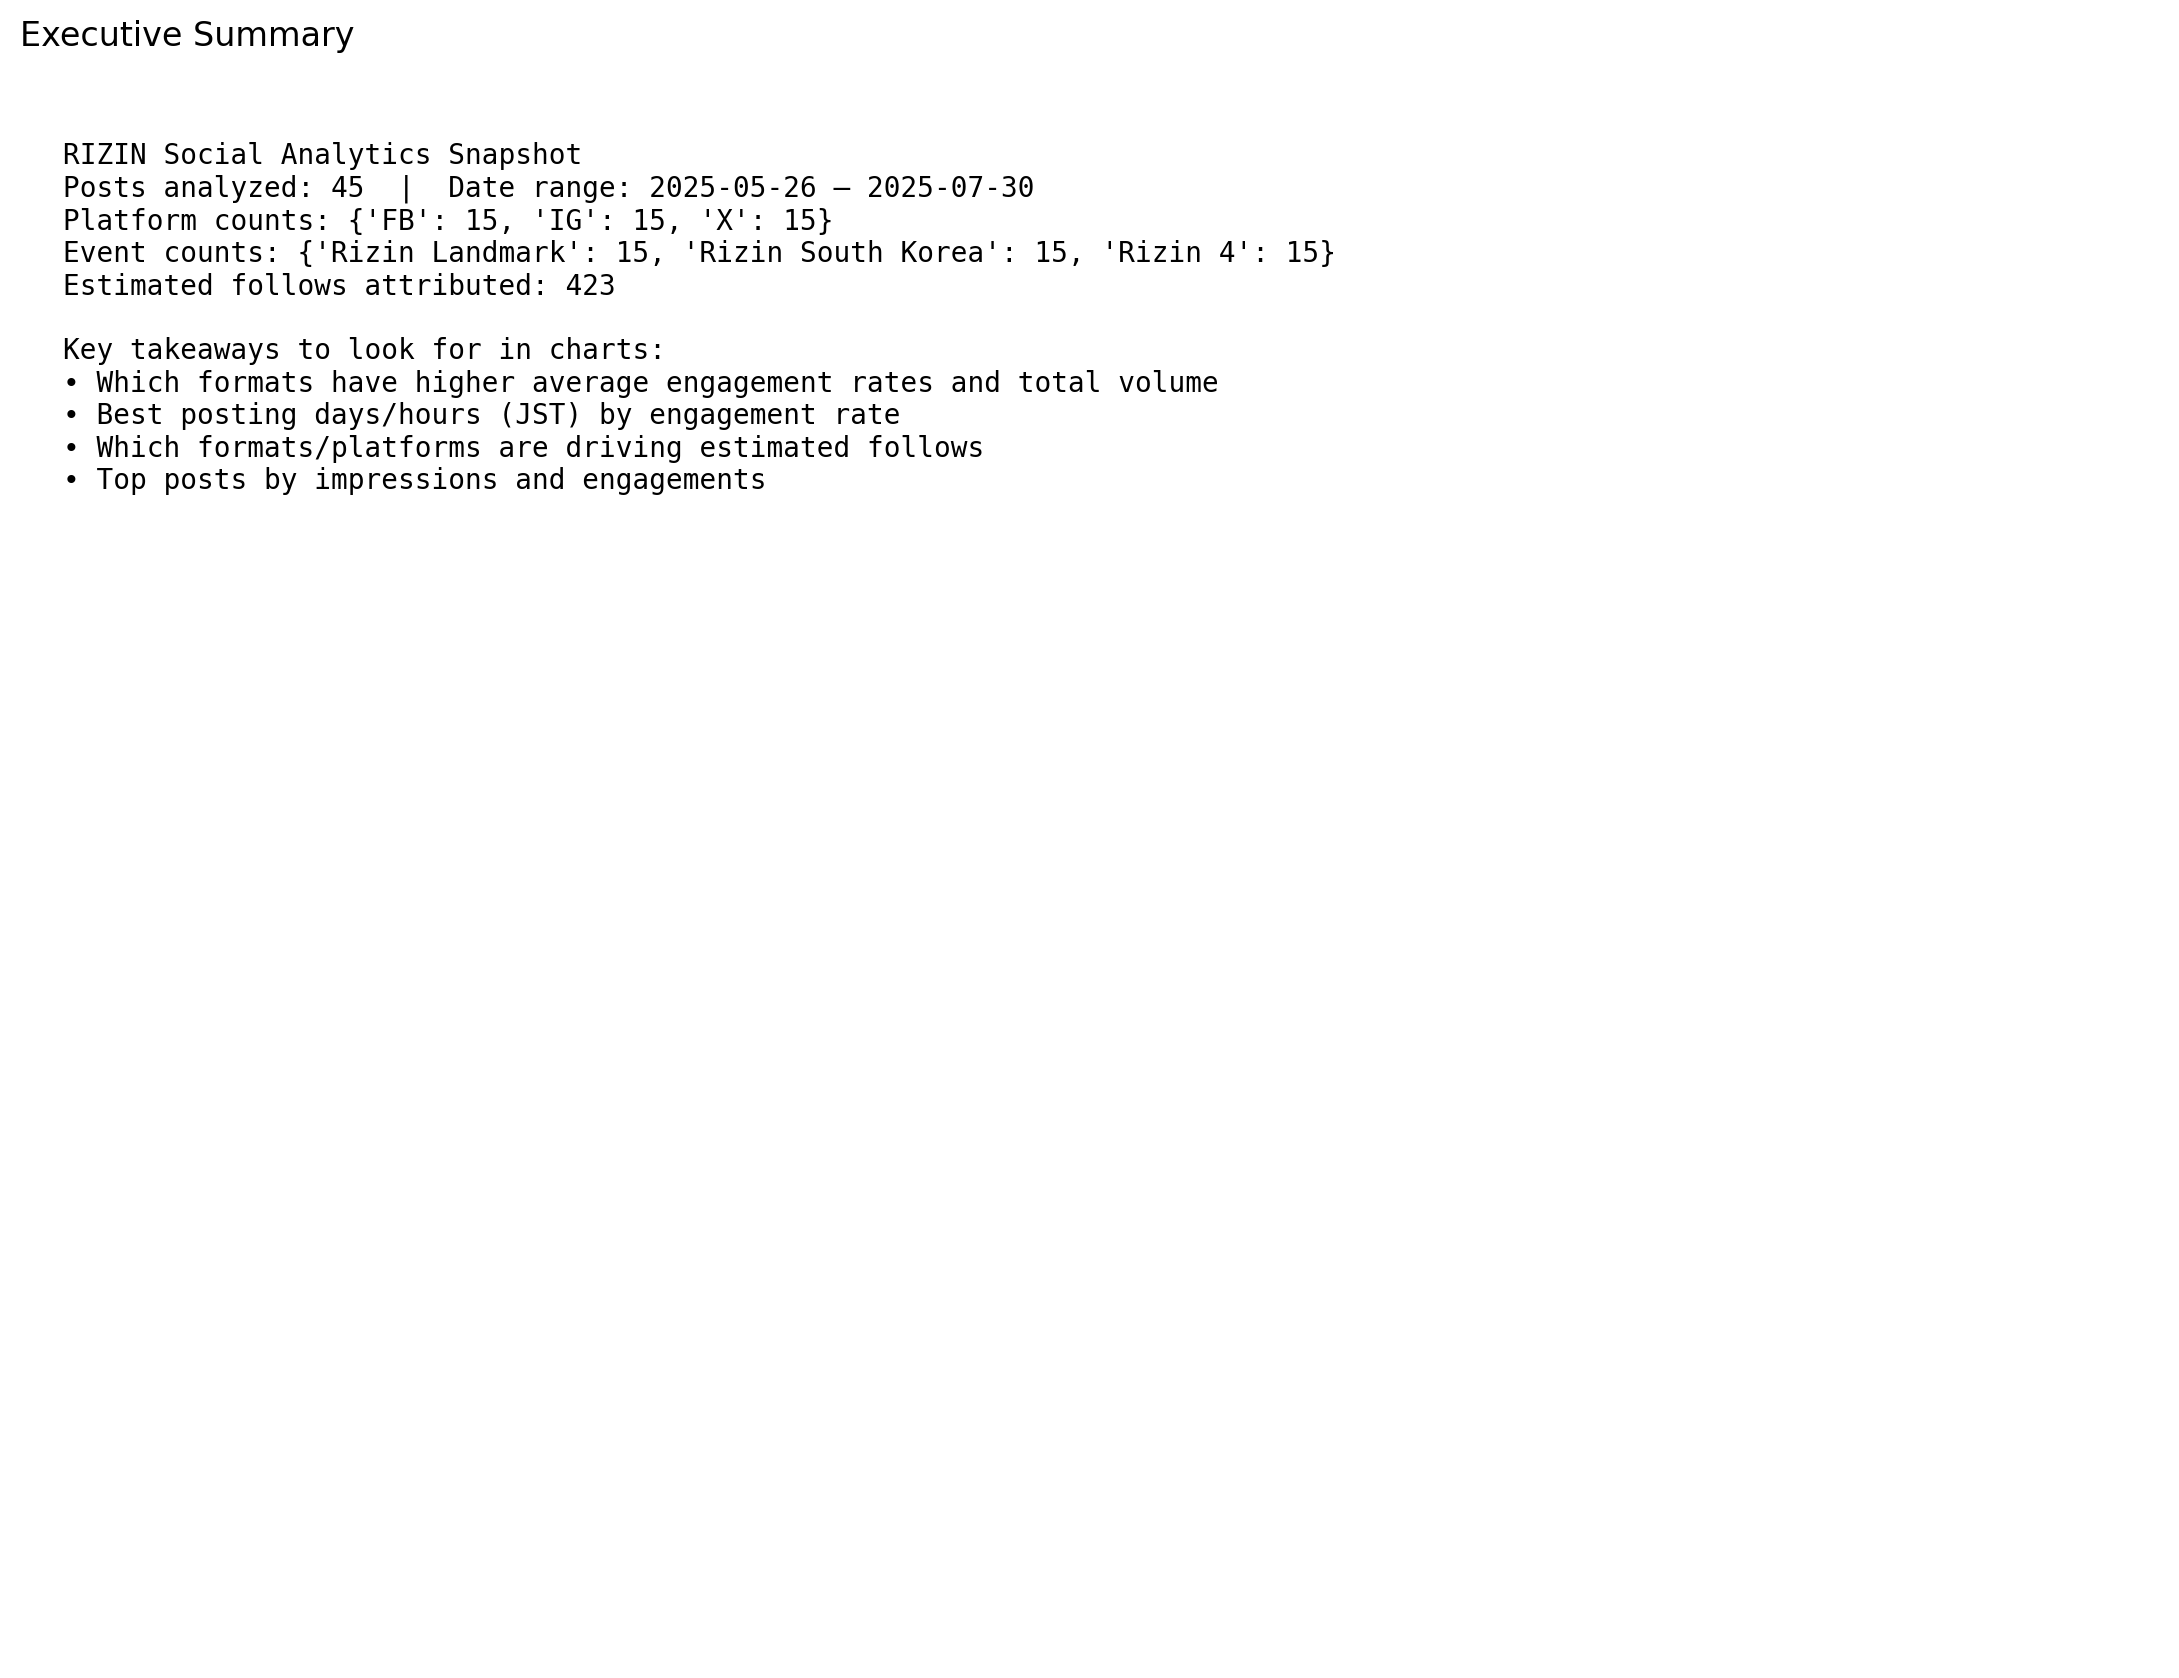 Executive Summary
RIZIN Social Analytics Snapshot
Posts analyzed: 45  |  Date range: 2025-05-26 — 2025-07-30
Platform counts: {'FB': 15, 'IG': 15, 'X': 15}
Event counts: {'Rizin Landmark': 15, 'Rizin South Korea': 15, 'Rizin 4': 15}
Estimated follows attributed: 423
Key takeaways to look for in charts:
• Which formats have higher average engagement rates and total volume
• Best posting days/hours (JST) by engagement rate
• Which formats/platforms are driving estimated follows
• Top posts by impressions and engagements